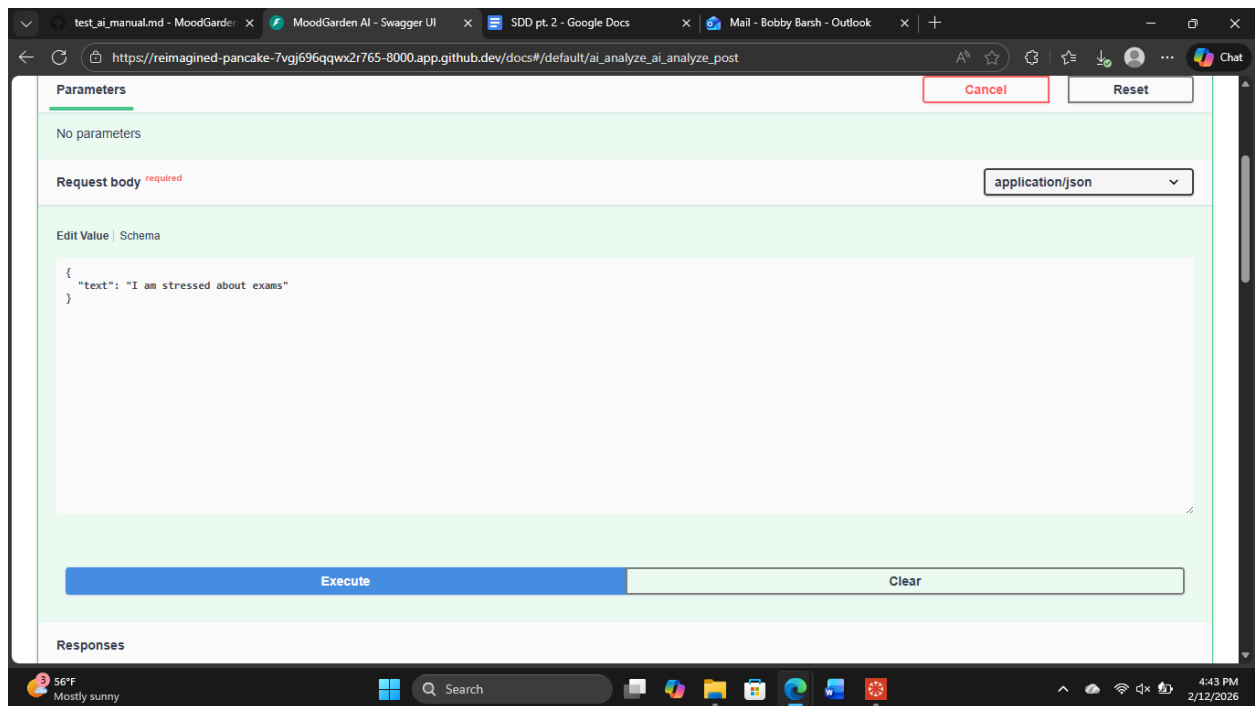 test_ai_manual.md - MoodGarden
MoodGarden AI - Swagger UI
SDD pt. 2 - Google Docs
Mail - Bobby Barsh - Outlook
https://reimagined-pancake-7vgj696qqwx2r765-8000.app.github.dev/docs#/default/ai_analyze_ai_analyze_post
Chat
Parameters
Cancel
Reset
No parameters
Request body required
application/json
Edit Value | Schema
{
"text": "I am stressed about exams"
}
Execute
Clear
Responses
3
56°F
Mostly sunny
Search
4:43 PM
2/12/2026